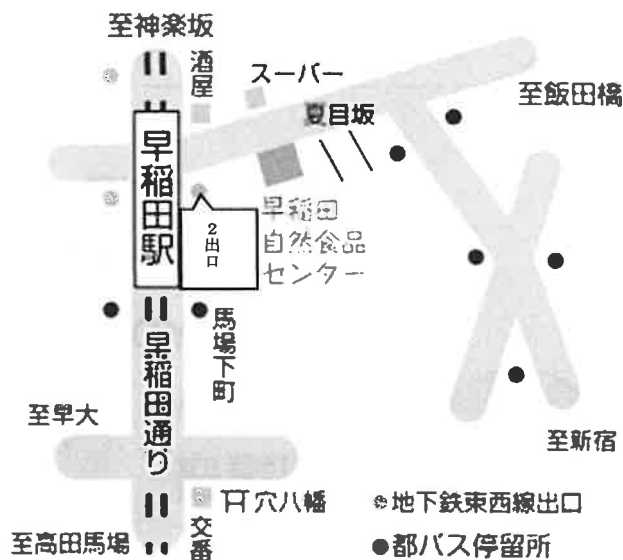 至神楽坂
酒屋
スーパー
至飯田橋
夏目坂
早稲田駅
2出口
早稲田
自然食品
センター
馬場下町
早稲田通り
至早大
至新宿
穴八幡
交番
地下鉄東西線出口
至高田馬場
都バス停留所